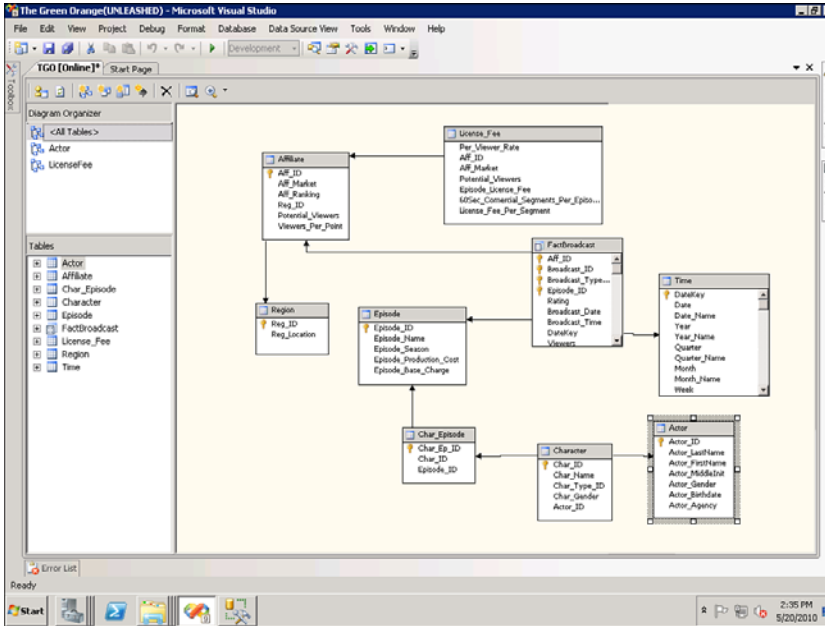 The Green Orange(UNLEASHED) - Microsoft Visual Studio
File Edit View Project Debug Format Database Data Source View Tools Window Help
Development
TGO [Online]* Start Page
Toolbox
Diagram Organizer
<All Tables>
Actor
LicenseFee
Tables
Actor
Affiliate
Char_Episode
Character
Episode
FactBroadcast
License_Fee
Region
Time
License_Fee
Per_Viewer_Rate
Aff_ID
Aff_Market
Potential_Viewers
Episode_License_Fee
60Sec_Comercial_Segments_Per_Episo...
License_Fee_Per_Segment
Affiliate
Aff_ID
Aff_Market
Aff_Ranking
Reg_ID
Potential_Viewers
Viewers_Per_Point
FactBroadcast
Aff_ID
Broadcast_ID
Broadcast_Type...
Episode_ID
Rating
Broadcast_Date
Broadcast_Time
DateKey
Viewers
Time
DateKey
Date
Date_Name
Year
Year_Name
Quarter
Quarter_Name
Month
Month_Name
Week
Region
Reg_ID
Reg_Location
Episode
Episode_ID
Episode_Name
Episode_Season
Episode_Production_Cost
Episode_Base_Charge
Char_Episode
Char_Ep_ID
Char_ID
Episode_ID
Character
Char_ID
Char_Name
Char_Type_ID
Char_Gender
Actor_ID
Actor
Actor_ID
Actor_LastName
Actor_FirstName
Actor_MiddleInit
Actor_Gender
Actor_Birthdate
Actor_Agency
Error List
Ready
Start
2:35 PM
5/20/2010